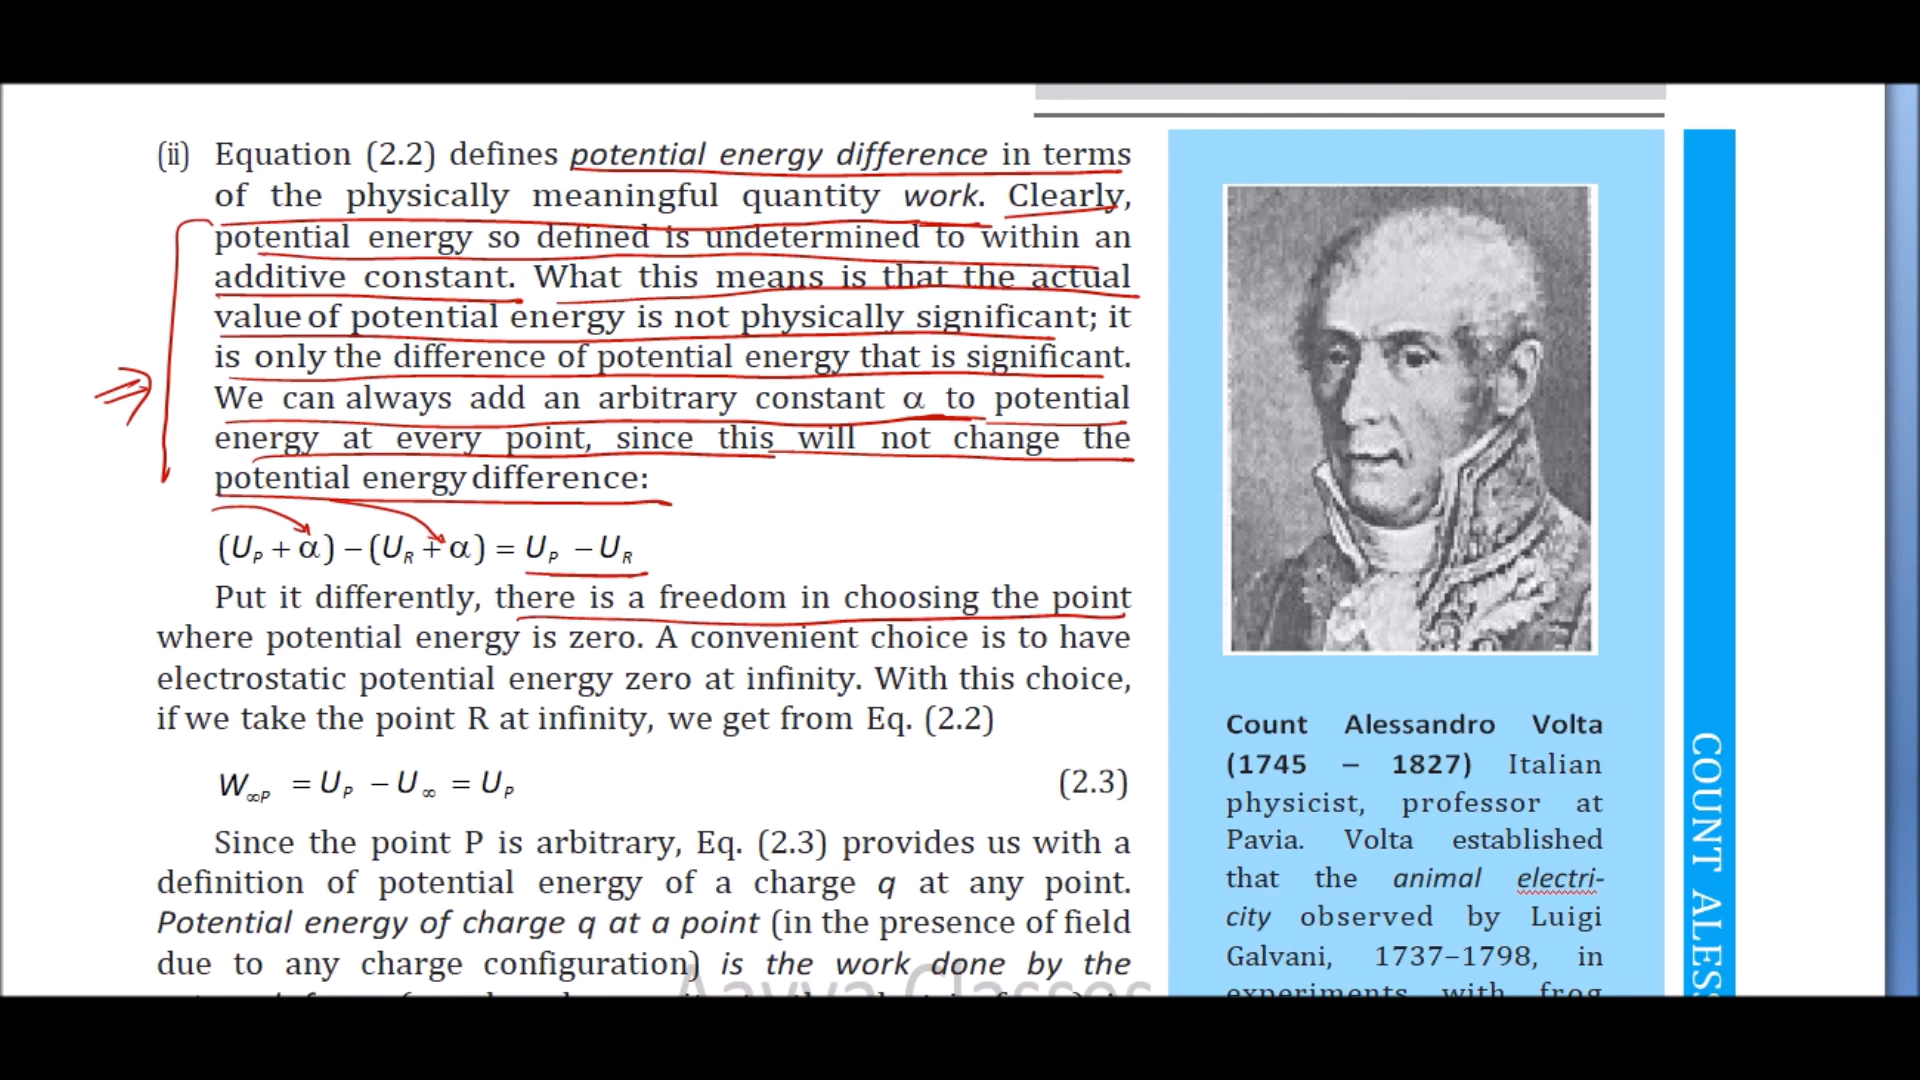 (ii) Equation (2.2) defines potential energy difference in terms
of the physically meaningful quantity work. Clearly,
potential energy so defined is undetermined to within an
additive constant. What this means is that the actual
value of potential energy is not physically significant; it
is only the difference of potential energy that is significant.
We can always add an arbitrary constant α to potential
energy at every point, since this will not change the
potential energy difference:
(U_P + α) − (U_R + α) = U_P − U_R
Put it differently, there is a freedom in choosing the point
where potential energy is zero. A convenient choice is to have
electrostatic potential energy zero at infinity. With this choice,
if we take the point R at infinity, we get from Eq. (2.2)
W_∞P = U_P − U_∞ = U_P (2.3)
Since the point P is arbitrary, Eq. (2.3) provides us with a
definition of potential energy of a charge q at any point.
Potential energy of charge q at a point (in the presence of field
due to any charge configuration) is the work done by the
Count Alessandro Volta
(1745 – 1827) Italian
physicist, professor at
Pavia. Volta established
that the animal electri-
city observed by Luigi
Galvani, 1737–1798, in
experiments with frog
COUNT ALES